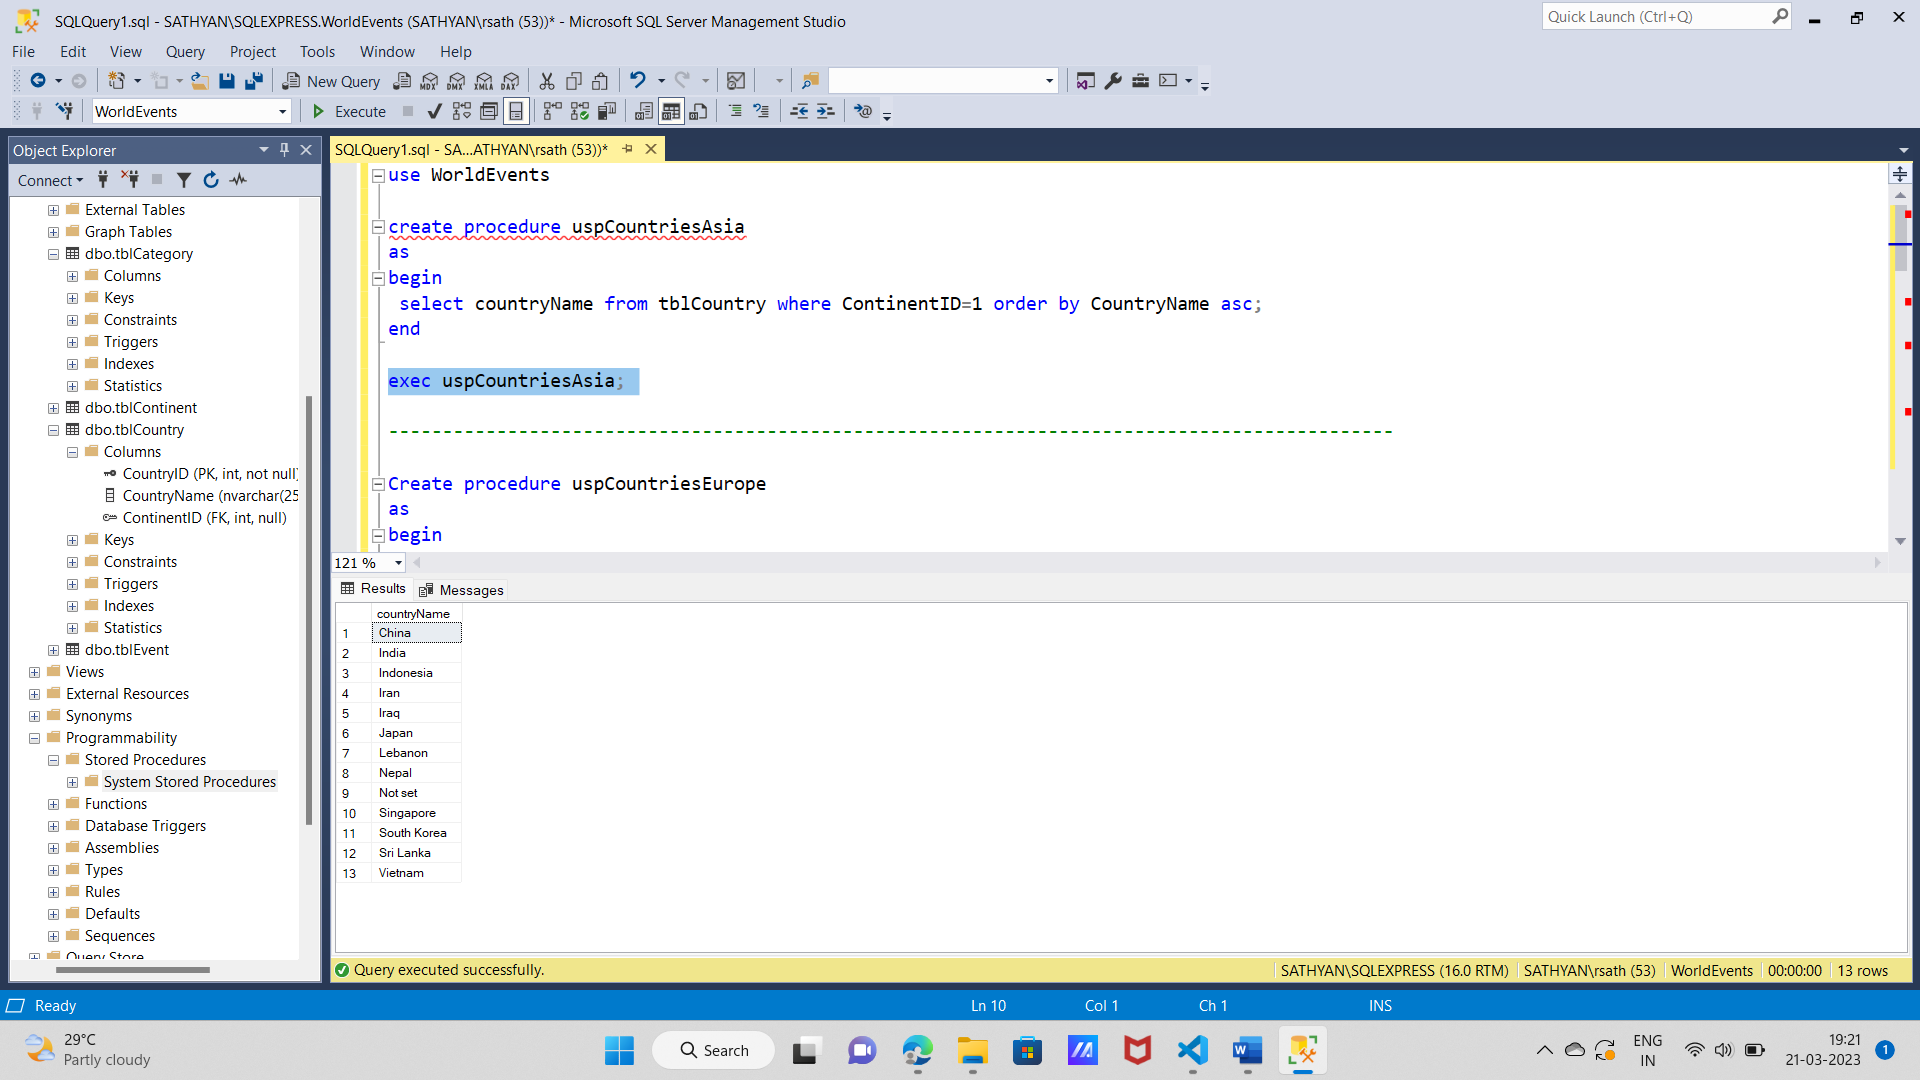 SQLQuery1.sql - SATHYAN\SQLEXPRESS.WorldEvents (SATHYAN\rsath (53))* - Microsoft SQL Server Management Studio
Quick Launch (Ctrl+Q)
File Edit View Query Project Tools Window Help
New Query
MDX DMX XMLA DAX
WorldEvents
Execute
Object Explorer
Connect
External Tables
Graph Tables
dbo.tblCategory
Columns
Keys
Constraints
Triggers
Indexes
Statistics
dbo.tblContinent
dbo.tblCountry
Columns
CountryID (PK, int, not null)
CountryName (nvarchar(25
ContinentID (FK, int, null)
Keys
Constraints
Triggers
Indexes
Statistics
dbo.tblEvent
Views
External Resources
Synonyms
Programmability
Stored Procedures
System Stored Procedures
Functions
Database Triggers
Assemblies
Types
Rules
Defaults
Sequences
Query Store
SQLQuery1.sql - SA...ATHYAN\rsath (53))*
use WorldEvents
create procedure uspCountriesAsia
as
begin
select countryName from tblCountry where ContinentID=1 order by CountryName asc;
end
exec uspCountriesAsia;
---------------------------------------------------------------------------------------------
Create procedure uspCountriesEurope
as
begin
121 %
Results Messages
countryName
1 China
2 India
3 Indonesia
4 Iran
5 Iraq
6 Japan
7 Lebanon
8 Nepal
9 Not set
10 Singapore
11 South Korea
12 Sri Lanka
13 Vietnam
Query executed successfully.
SATHYAN\SQLEXPRESS (16.0 RTM) SATHYAN\rsath (53) WorldEvents 00:00:00 13 rows
Ready
Ln 10 Col 1 Ch 1 INS
29°C
Partly cloudy
Search
ENG
IN
19:21
21-03-2023
1